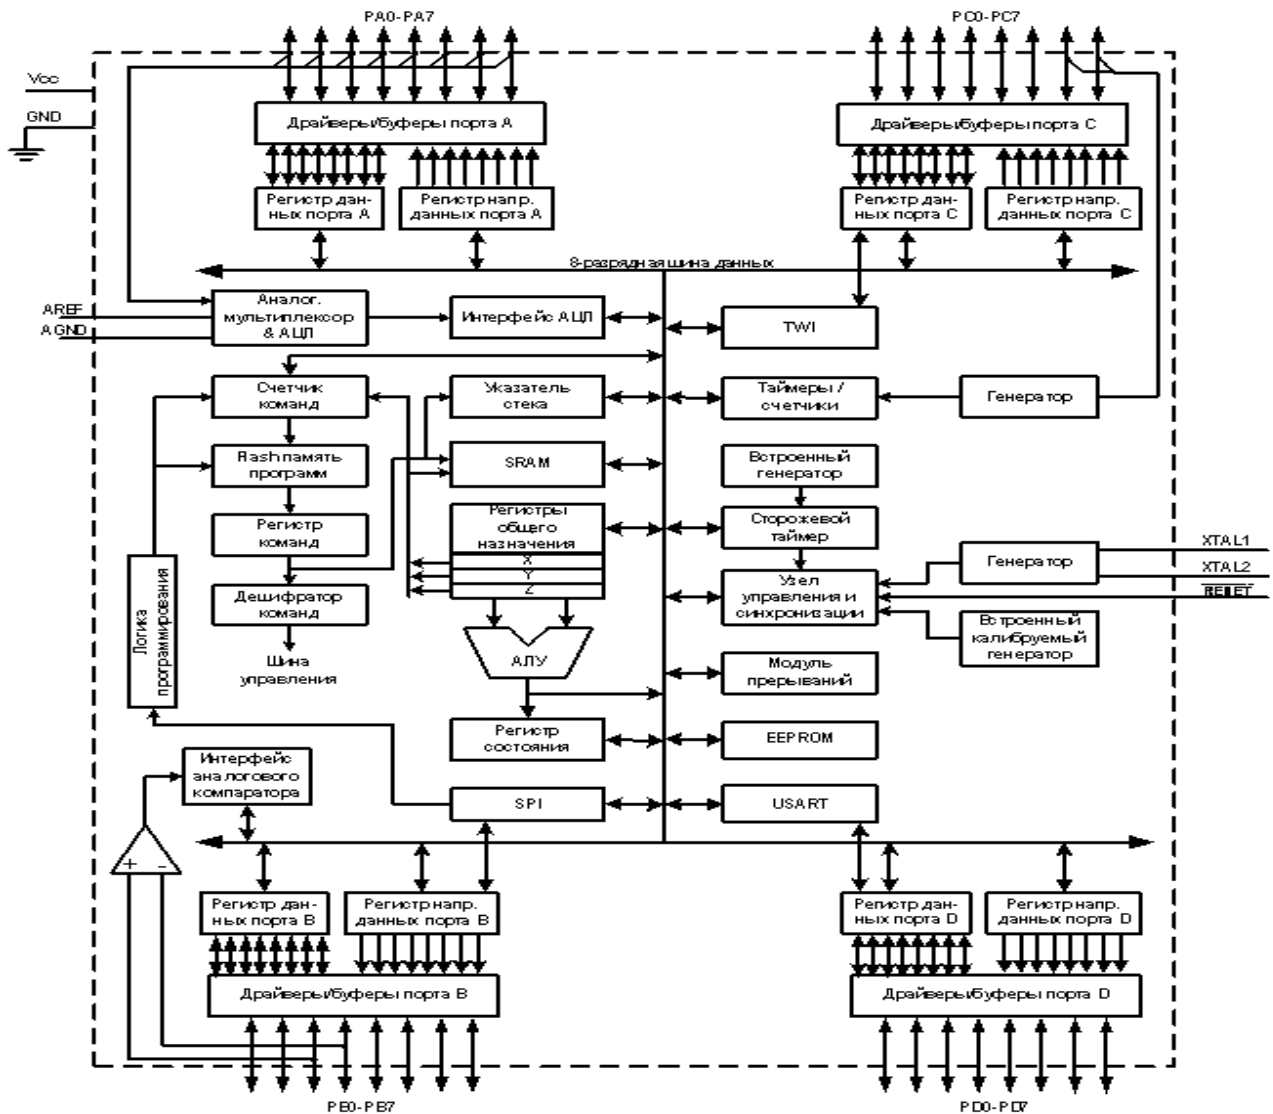 PA0-PA7
PC0-PC7
Vcc
GND
Драйверы/буферы порта A
Драйверы/буферы порта C
Регистр дан-
ных порта A
Регистр напр.
данных порта A
Регистр дан-
ных порта C
Регистр напр.
данных порта C
8-разрядная шина данных
AREF
AGND
Аналог.
мультиплексор
& АЦП
Интерфейс АЦП
TWI
Счетчик
команд
Указатель
стека
Таймеры /
счетчики
Генератор
Flash память
программ
SRAM
Встроенный
генератор
Регистр
команд
Регистры
общего
назначения
X
Y
Z
Сторожевой
таймер
Дешифратор
команд
Узел
управления и
синхронизации
Генератор
XTAL1
XTAL2
RESET
Встроенный
калибруемый
генератор
Логика
программирования
Шина
управления
АЛУ
Модуль
прерываний
Регистр
состояния
EEPROM
Интерфейс
аналогового
компаратора
SPI
USART
+
-
Регистр дан-
ных порта B
Регистр напр.
данных порта B
Регистр дан-
ных порта D
Регистр напр.
данных порта D
Драйверы/буферы порта B
Драйверы/буферы порта D
PB0-PB7
PD0-PD7